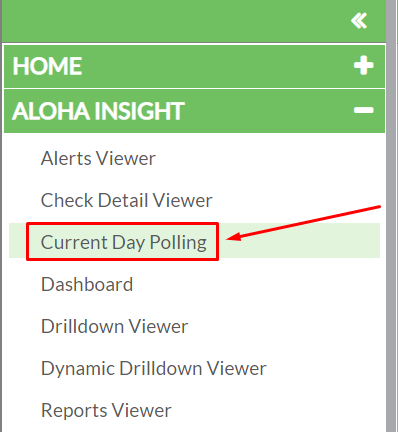 HOME
ALOHA INSIGHT
Alerts Viewer
Check Detail Viewer
Current Day Polling
Dashboard
Drilldown Viewer
Dynamic Drilldown Viewer
Reports Viewer